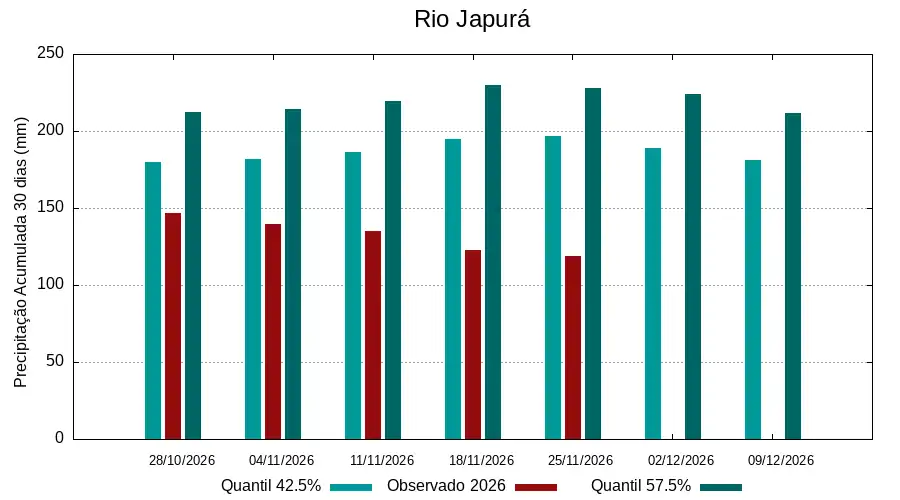 Rio Japurá
Precipitação Acumulada 30 dias (mm)
250
200
150
100
50
0
28/10/2026 04/11/2026 11/11/2026 18/11/2026 25/11/2026 02/12/2026 09/12/2026
Quantil 42.5% Observado 2026 Quantil 57.5%